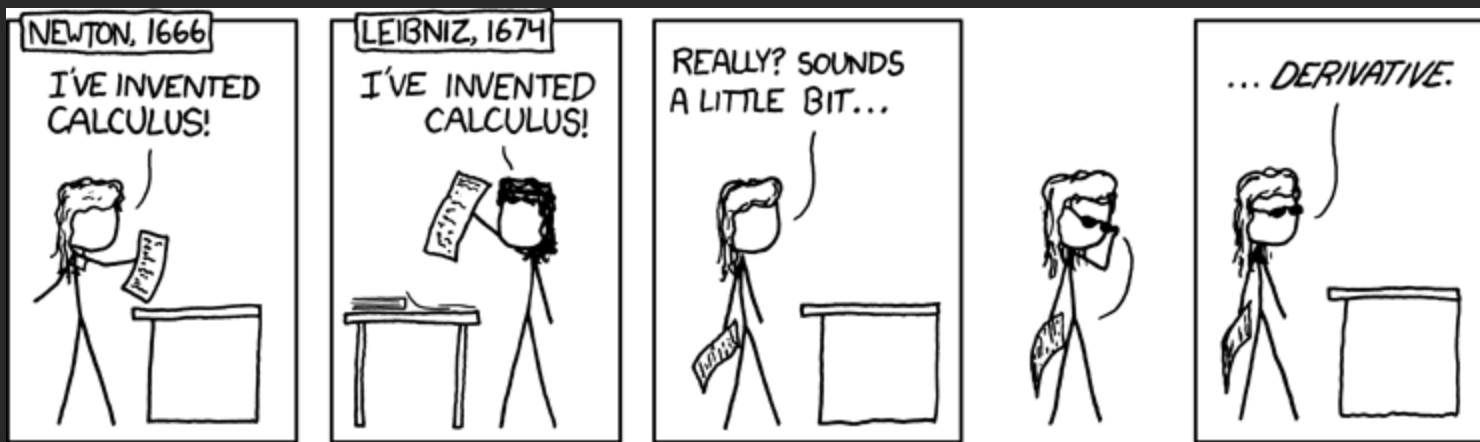 NEWTON, 1666
I'VE INVENTED
CALCULUS!
LEIBNIZ, 1674
I'VE INVENTED
CALCULUS!
REALLY? SOUNDS
A LITTLE BIT...
... DERIVATIVE.